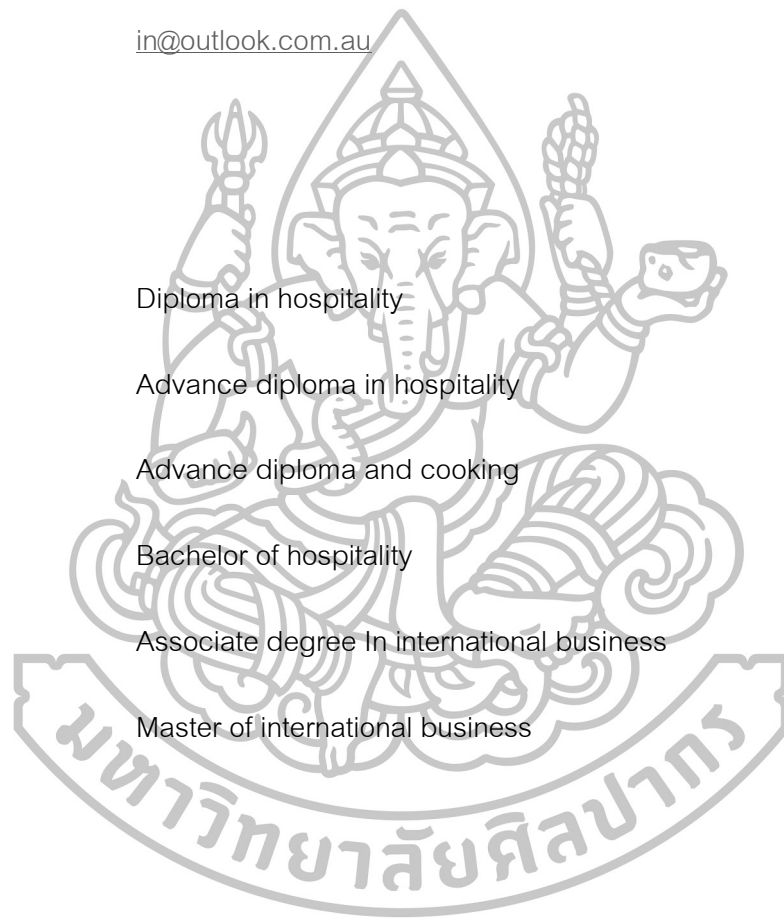 in@outlook.com.au
Diploma in hospitality
Advance diploma in hospitality
Advance diploma and cooking
Bachelor of hospitality
Associate degree In international business
Master of international business
มหาวิทยาลัยศิลปากร